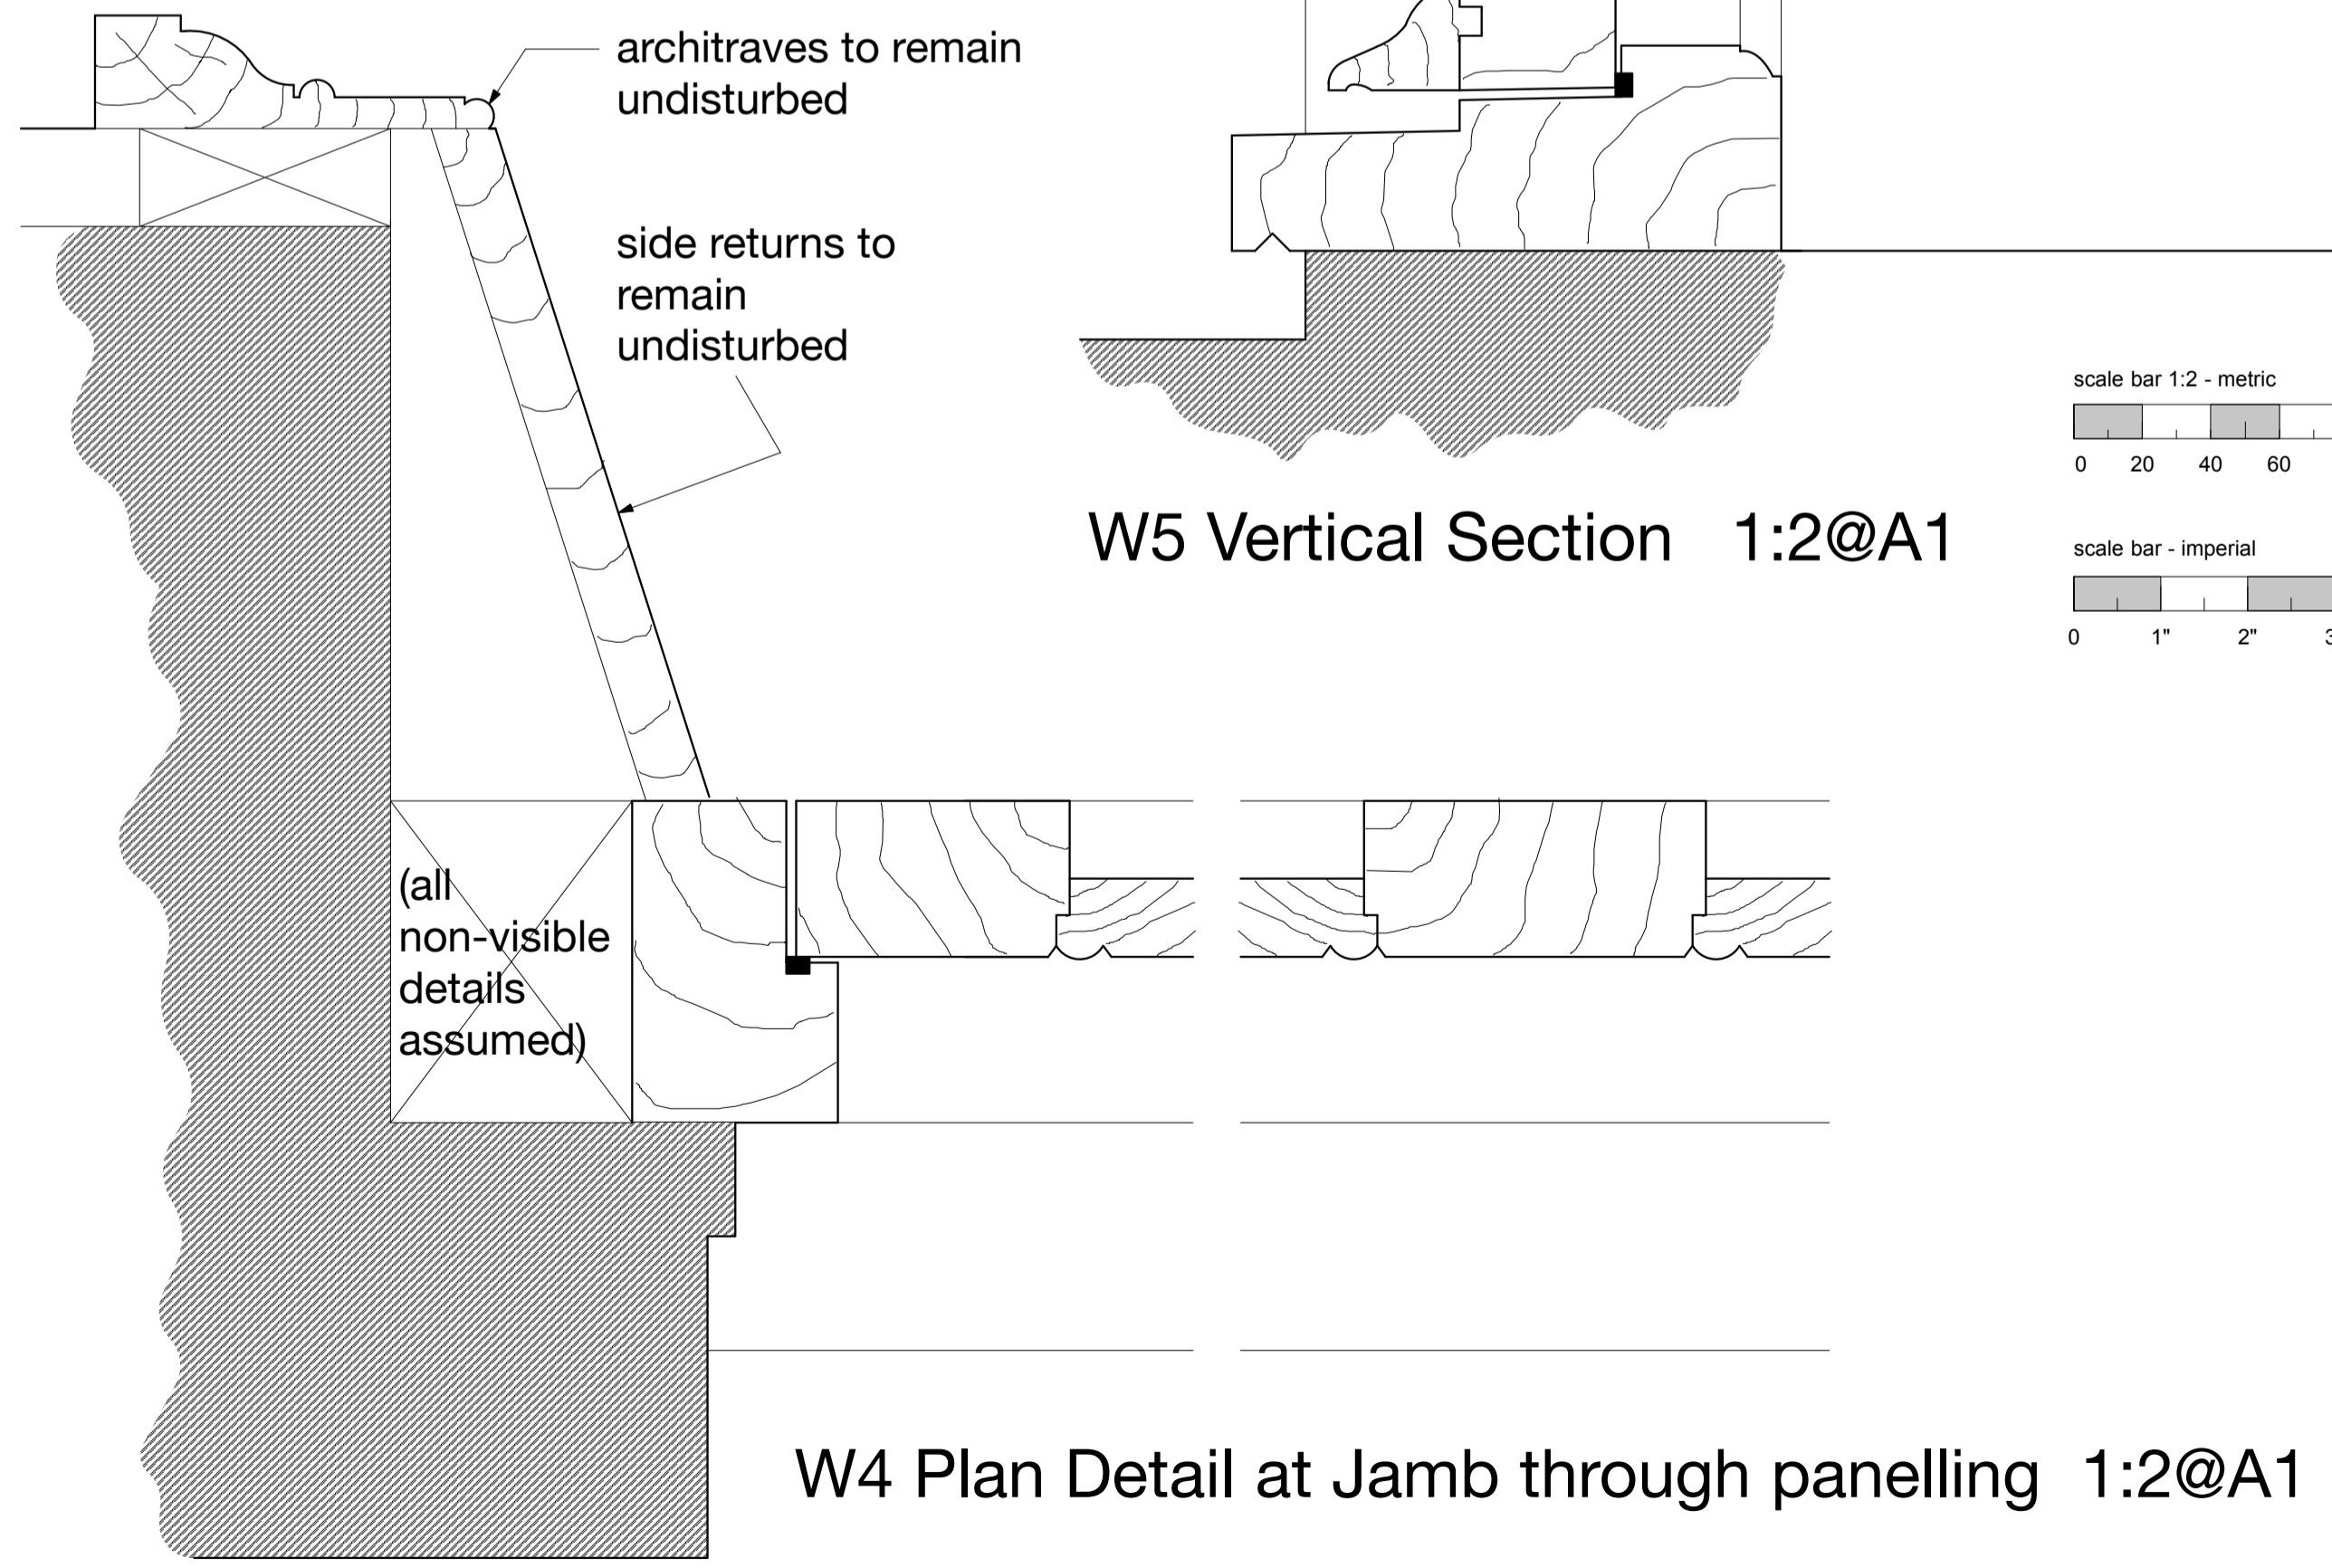 architraves to remain
undisturbed
side returns to
remain
undisturbed
scale bar 1:2 - metric
0 20 40 60
W5 Vertical Section 1:2@A1
scale bar - imperial
0 1" 2" 3
(all
non-visible
details
assumed)
W4 Plan Detail at Jamb through panelling 1:2@A1